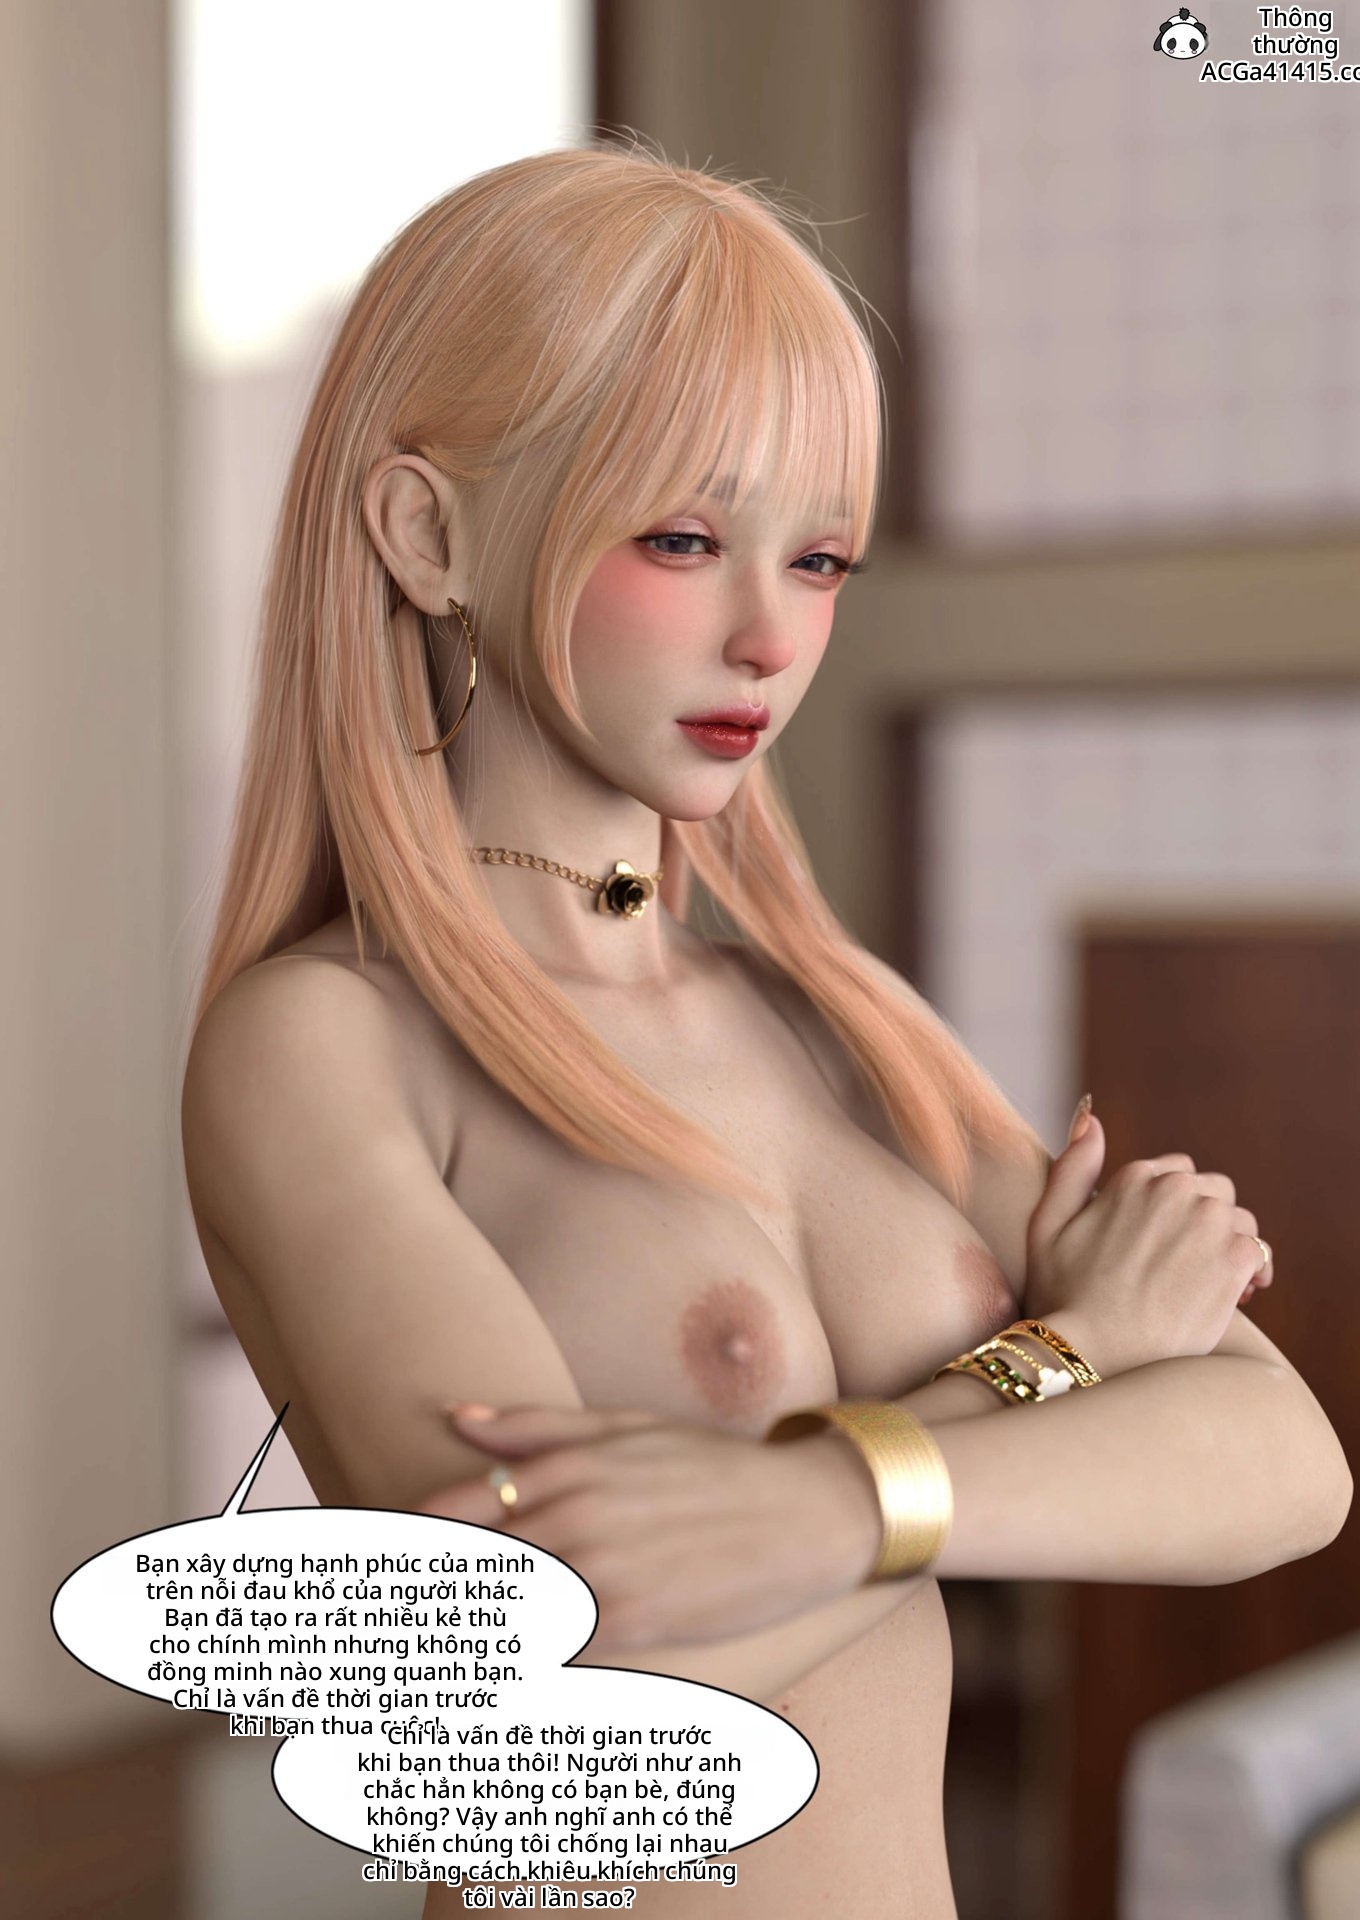 Thông
thường
ACGa41415.co
Bạn xây dựng hạnh phúc của mình
trên nỗi đau khổ của người khác.
Bạn đã tạo ra rất nhiều kẻ thù
cho chính mình nhưng không có
đồng minh nào xung quanh bạn.
Chỉ là vấn đề thời gian trước
khi bạn thua cuộc!
Chỉ là vấn đề thời gian trước
khi bạn thua thôi! Người như anh
chắc hẳn không có bạn bè, đúng
không? Vậy anh nghĩ anh có thể
khiến chúng tôi chống lại nhau
chỉ bằng cách khiêu khích chúng
tôi vài lần sao?